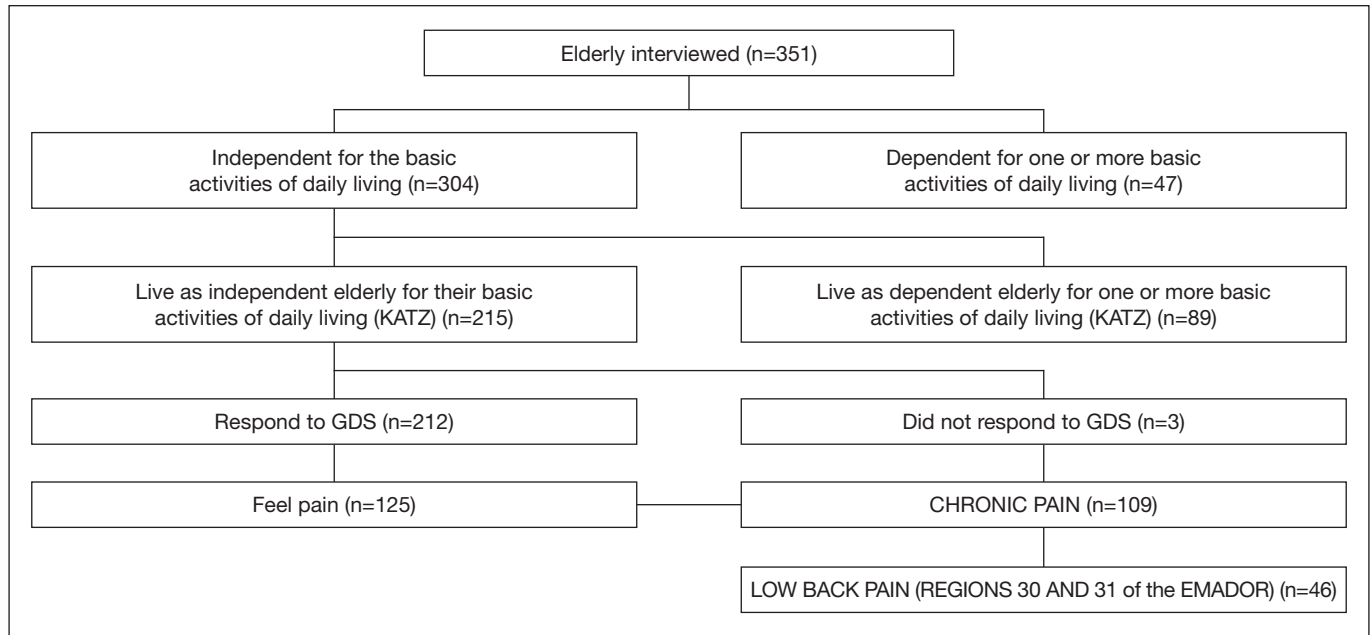 Elderly interviewed (n=351)
Independent for the basic
activities of daily living (n=304)
Dependent for one or more basic
activities of daily living (n=47)
Live as independent elderly for their basic
activities of daily living (KATZ) (n=215)
Live as dependent elderly for one or more basic
activities of daily living (KATZ) (n=89)
Respond to GDS (n=212)
Did not respond to GDS (n=3)
Feel pain (n=125)
CHRONIC PAIN (n=109)
LOW BACK PAIN (REGIONS 30 AND 31 of the EMADOR) (n=46)